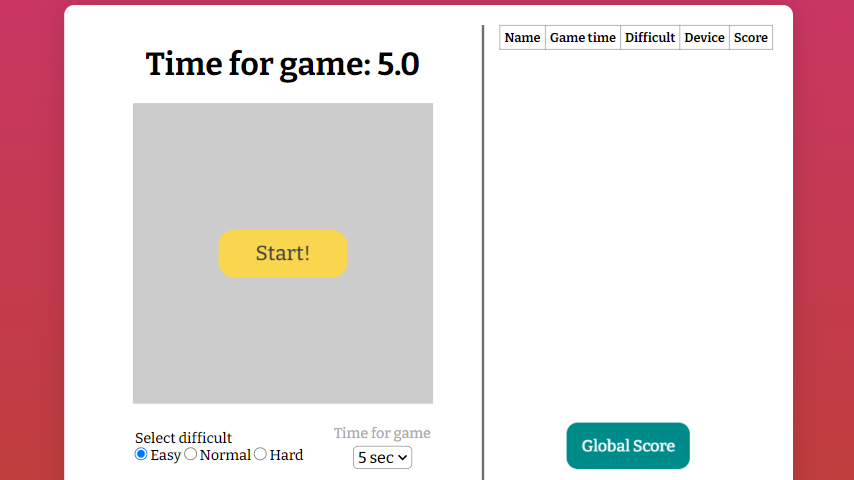 Time for game: 5.0
Start!
Select difficult
Easy Normal Hard
Time for game
5 sec
Name Game time Difficult Device Score
Global Score